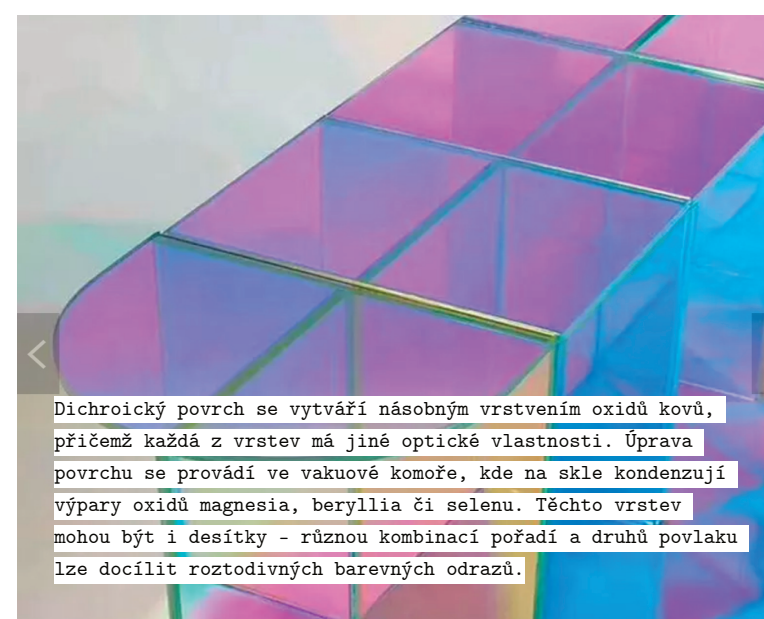 Dichroický povrch se vytváří násobným vrstvením oxidů kovů,
přičemž každá z vrstev má jiné optické vlastnosti. Úprava
povrchu se provádí ve vakuové komoře, kde na skle kondenzují
výpary oxidů magnesia, beryllia či selenu. Těchto vrstev
mohou být i desítky - různou kombinací pořadí a druhů povlaku
lze docílit roztodivných barevných odrazů.